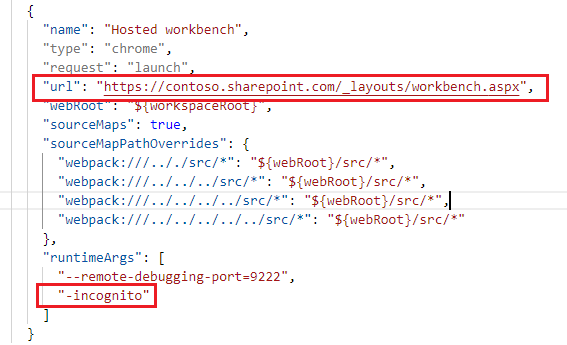 {
"name": "Hosted workbench",
"type": "chrome",
"request": "launch",
"url": "https://contoso.sharepoint.com/_layouts/workbench.aspx",
"webRoot": "${workspaceRoot}",
"sourceMaps": true,
"sourceMapPathOverrides": {
"webpack:///.././src/*": "${webRoot}/src/*",
"webpack:///../../../src/*": "${webRoot}/src/*",
"webpack:///../../../../src/*": "${webRoot}/src/*",
"webpack:///../../../../../src/*": "${webRoot}/src/*"
},
"runtimeArgs": [
"--remote-debugging-port=9222",
"-incognito"
]
}